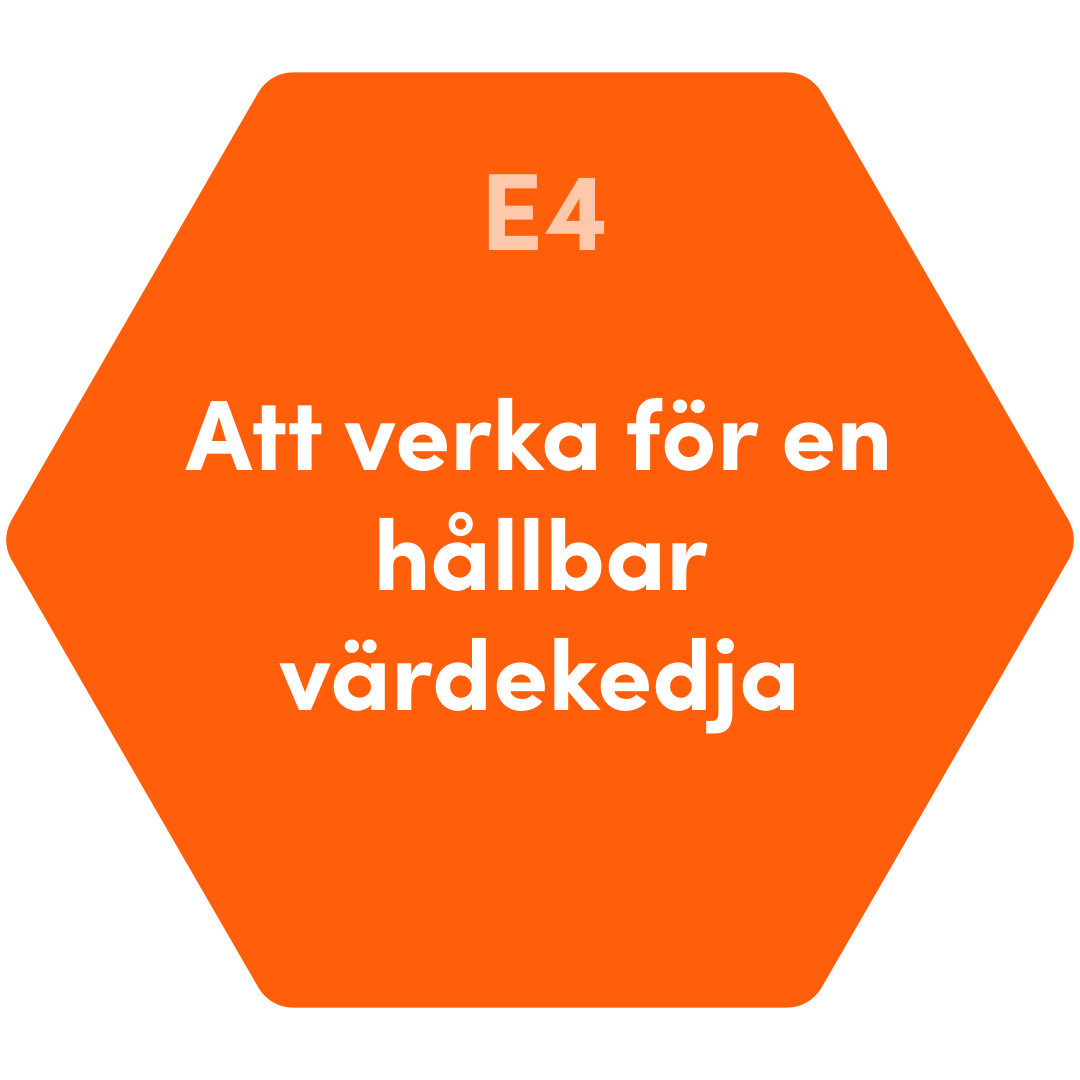 E4
Att verka för en
hållbar
värdekedja